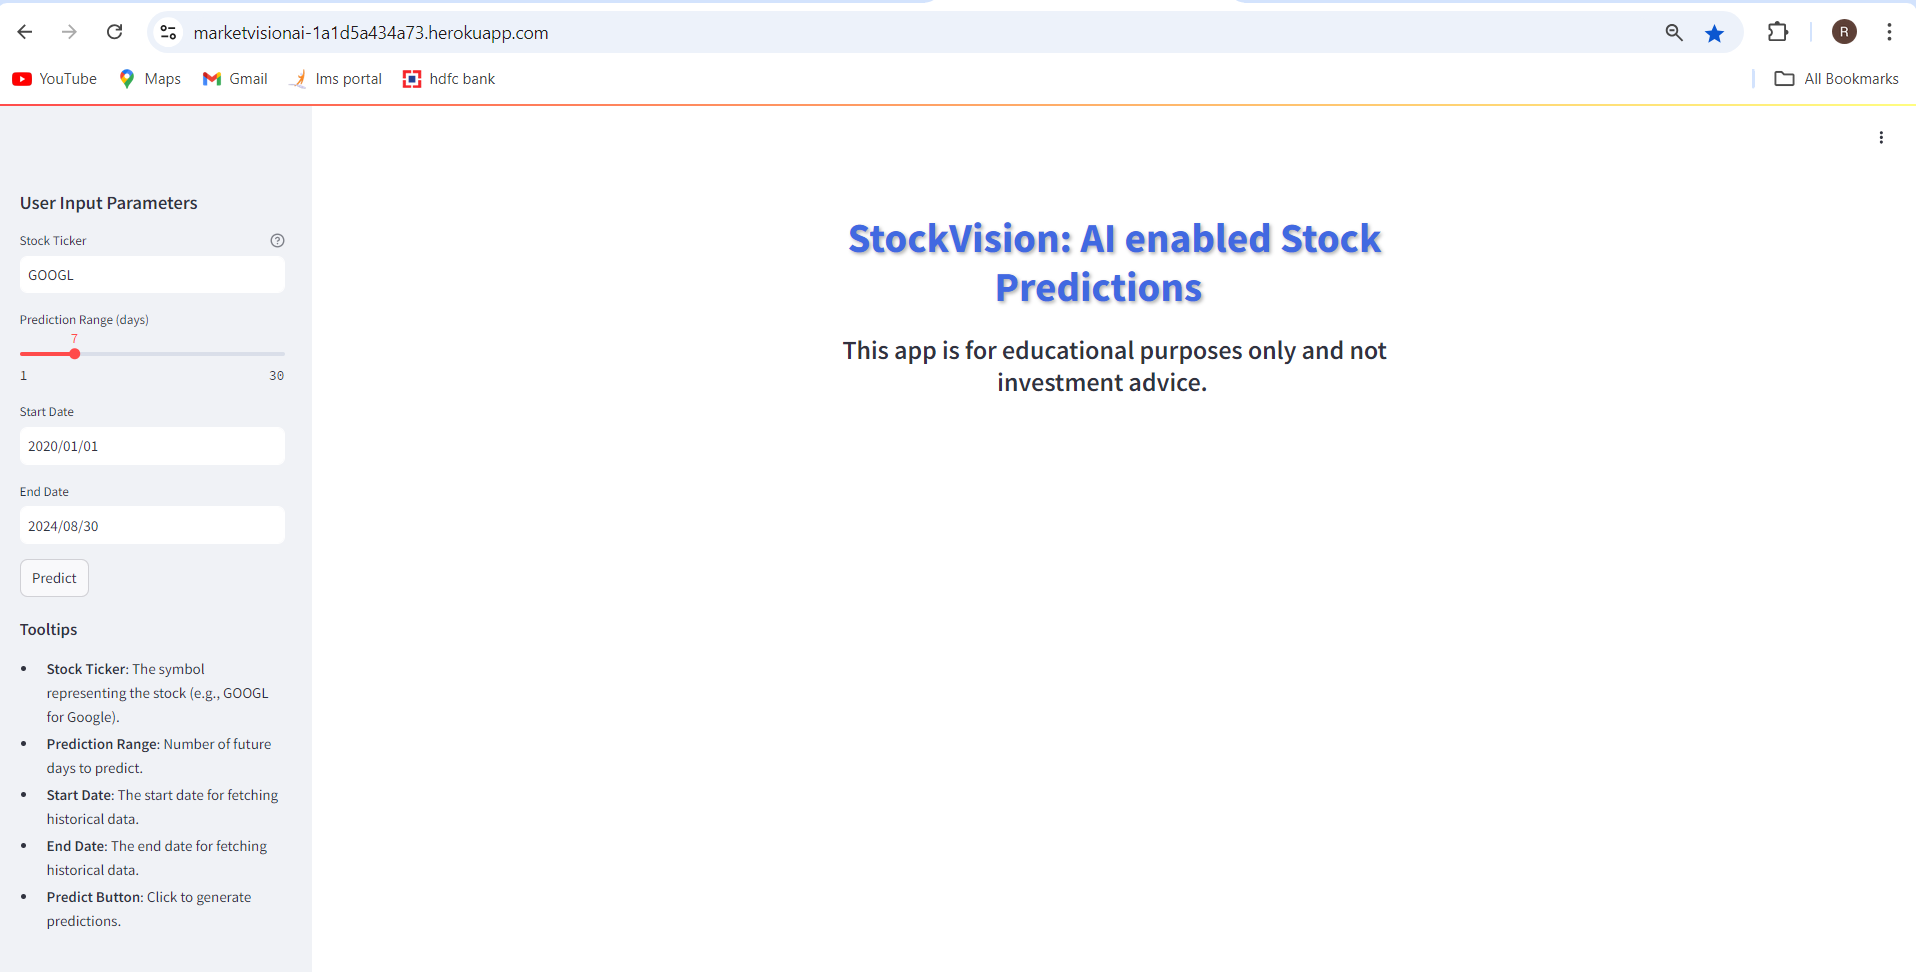 marketvisionai-1a1d5a434a73.herokuapp.com
R
YouTube
Maps
Gmail
lms portal
hdfc bank
All Bookmarks
User Input Parameters
Stock Ticker
GOOGL
Prediction Range (days)
7
1
30
Start Date
2020/01/01
End Date
2024/08/30
Predict
Tooltips
• Stock Ticker: The symbol
representing the stock (e.g., GOOGL
for Google).
• Prediction Range: Number of future
days to predict.
• Start Date: The start date for fetching
historical data.
• End Date: The end date for fetching
historical data.
• Predict Button: Click to generate
predictions.
StockVision: AI enabled Stock
Predictions
This app is for educational purposes only and not
investment advice.